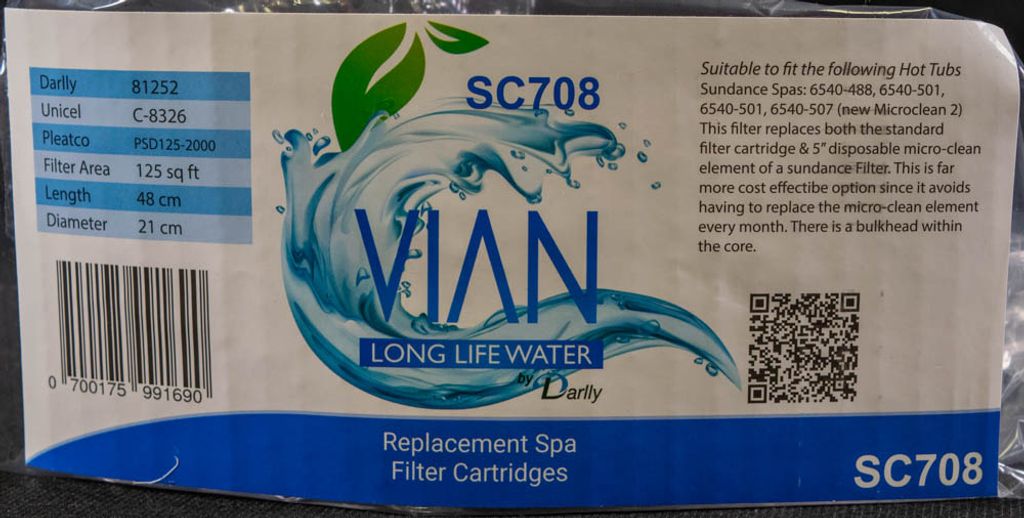 Darlly 81252
Unicel C-8326
Pleatco PSD125-2000
Filter Area 125 sq ft
Length 48 cm
Diameter 21 cm
0 700175 991690
SC708
VIAN
LONG LIFE WATER
by Darlly
Suitable to fit the following Hot Tubs
Sundance Spas: 6540-488, 6540-501,
6540-501, 6540-507 (new Microclean 2)
This filter replaces both the standard
filter cartridge & 5" disposable micro-clean
element of a sundance Filter. This is far
more cost effectibe option since it avoids
having to replace the micro-clean element
every month. There is a bulkhead within
the core.
Replacement Spa
Filter Cartridges
SC708